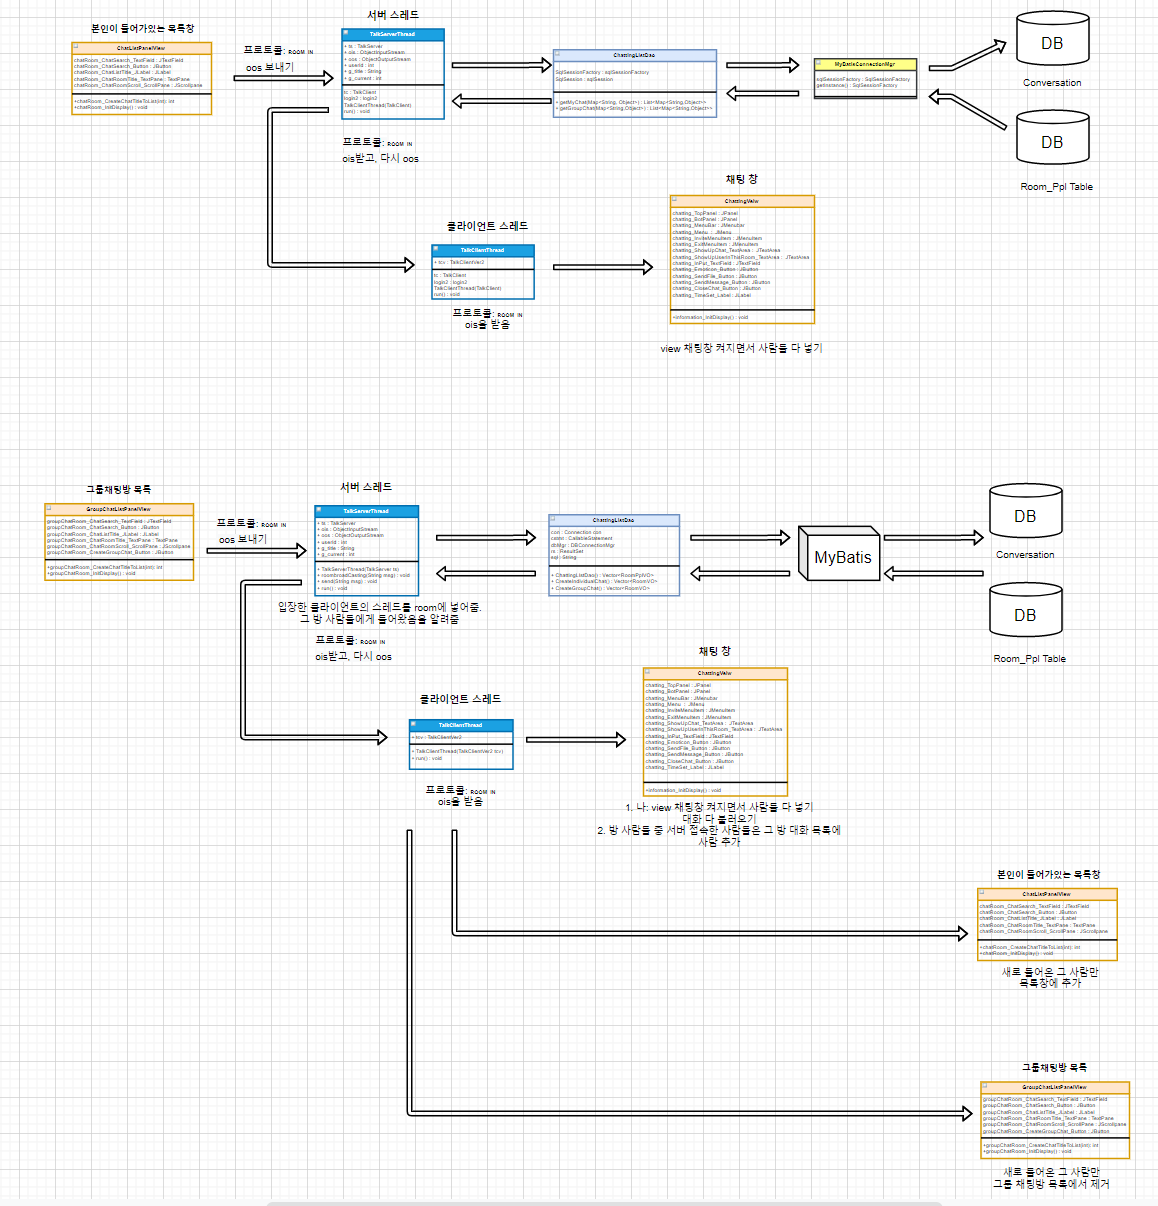 본인이 들어가있는 목록창
ChatListPanelView
chatRoom_ChatSearch_TextField : JTextField
chatRoom_ChatSearch_Button : JButton
chatRoom_ChatListTitle_JLabel : JLabel
chatRoom_ChatRoomTitle_TextPane : TextPane
chatRoom_ChatRoomScroll_ScrollPane : JScrollpane
+chatRoom_CreateChatTitleToList(int): int
+chatRoom_InitDisplay() : void
프로토콜: ROOM_IN
oos 보내기
서버 스레드
TalkServerThread
+ ts : TalkServer
+ ois : ObjectInputStream
+ oos : ObjectOutputStream
+ userid : int
+ g_title : String
+ g_current : int
tc : TalkClient
login2 : login2
TalkClientThread(TalkClient)
run() : void
프로토콜: ROOM_IN
ois받고, 다시 oos
ChattingListDao
SqlSessionFactory : sqlSessionFactory
SqlSession : sqlSession
+ getMyChat(Map<String, Object>) : List<Map<String,Object>>
+ getGroupChat(Map<String,Object>) : List<Map<String,Object>>
MyBatisConnectionMgr
sqlSessionFactory : SqlSessionFactory
getInstance() : SqlSessionFactory
DB
Conversation
DB
Room_Ppl Table
클라이언트 스레드
TalkClientThread
+ tcv : TalkClientVer2
tc : TalkClient
login2 : login2
TalkClientThread(TalkClient)
run() : void
프로토콜: ROOM_IN
ois을 받음
채팅 창
ChattingVeiw
chatting_TopPanel : JPanel
chatting_BotPanel : JPanel
chatting_MenuBar : JMenubar
chatting_Menu : JMenu
chatting_InviteMenuItem : JMenuItem
chatting_ExitMenuItem : JMenuItem
chatting_ShowUpChat_TextArea : JTextArea
chatting_ShowUpUserInThisRoom_TextArea : JTextArea
chatting_InPut_TextField : JTextField
chatting_Emoticon_Button : JButton
chatting_SendFile_Button : JButton
chatting_SendMessage_Button : JButton
chatting_CloseChat_Button : JButton
chatting_TimeSet_Label : JLabel
+information_InitDisplay() : void
view 채팅창 켜지면서 사람들 다 넣기
그룹채팅방 목록
GroupChatListPanelView
groupChatRoom_ChatSearch_TextField : JTextField
groupChatRoom_ChatSearch_Button : JButton
groupChatRoom_ChatListTitle_JLabel : JLabel
groupChatRoom_ChatRoomTitle_TextPane : TextPane
groupChatRoom_ChatRoomScroll_ScrollPane : JScrollpane
groupChatRoom_CreateGroupChat_Button : JButton
+groupChatRoom_CreateChatTitleToList(int): int
+groupChatRoom_InitDisplay() : void
프로토콜: ROOM_IN
oos 보내기
서버 스레드
TalkServerThread
+ ts : TalkServer
+ ois : ObjectInputStream
+ oos : ObjectOutputStream
+ userid : int
+ g_title : String
+ g_current : int
+ TalkServerThread(TalkServer ts)
+ roombroadCasting(String msg) : void
+ send(String msg) : void
+ run() : void
입장한 클라이언트의 스레드를 room에 넣어줌.
그 방 사람들에게 들어왔음을 알려줌
프로토콜: ROOM_IN
ois받고, 다시 oos
ChattingListDao
con : Connection con
cstmt : CallableStatement
dbMgr : DBConnectionMgr
rs : ResultSet
sql : String
+ ChattingListDao() : Vector<RoomPplVO>
+ CreateIndividualChat() : Vector<RoomVO>
+ CreateGroupChat() : Vector<RoomVO>
MyBatis
DB
Conversation
DB
Room_Ppl Table
클라이언트 스레드
TalkClientThread
+ tcv : TalkClientVer2
TalkClientThread(TalkClientVer2 tcv)
+ run() : void
프로토콜: ROOM_IN
ois을 받음
채팅 창
ChattingVeiw
chatting_TopPanel : JPanel
chatting_BotPanel : JPanel
chatting_MenuBar : JMenubar
chatting_Menu : JMenu
chatting_InviteMenuItem : JMenuItem
chatting_ExitMenuItem : JMenuItem
chatting_ShowUpChat_TextArea : JTextArea
chatting_ShowUpUserInThisRoom_TextArea : JTextArea
chatting_InPut_TextField : JTextField
chatting_Emoticon_Button : JButton
chatting_SendFile_Button : JButton
chatting_SendMessage_Button : JButton
chatting_CloseChat_Button : JButton
chatting_TimeSet_Label : JLabel
+information_InitDisplay() : void
1. 나: view 채팅창 켜지면서 사람들 다 넣기
대화 다 불러오기
2. 방 사람들 중 서버 접속한 사람들은 그 방 대화 목록에
사람 추가
본인이 들어가있는 목록창
ChatListPanelView
chatRoom_ChatSearch_TextField : JTextField
chatRoom_ChatSearch_Button : JButton
chatRoom_ChatListTitle_JLabel : JLabel
chatRoom_ChatRoomTitle_TextPane : TextPane
chatRoom_ChatRoomScroll_ScrollPane : JScrollpane
+chatRoom_CreateChatTitleToList(int): int
+chatRoom_InitDisplay() : void
새로 들어온 그 사람만
목록창에 추가
그룹채팅방 목록
GroupChatListPanelView
groupChatRoom_ChatSearch_TextField : JTextField
groupChatRoom_ChatSearch_Button : JButton
groupChatRoom_ChatListTitle_JLabel : JLabel
groupChatRoom_ChatRoomTitle_TextPane : TextPane
groupChatRoom_ChatRoomScroll_ScrollPane : JScrollpane
groupChatRoom_CreateGroupChat_Button : JButton
+groupChatRoom_CreateChatTitleToList(int): int
+groupChatRoom_InitDisplay() : void
새로 들어온 그 사람만
그룹 채팅방 목록에서 제거